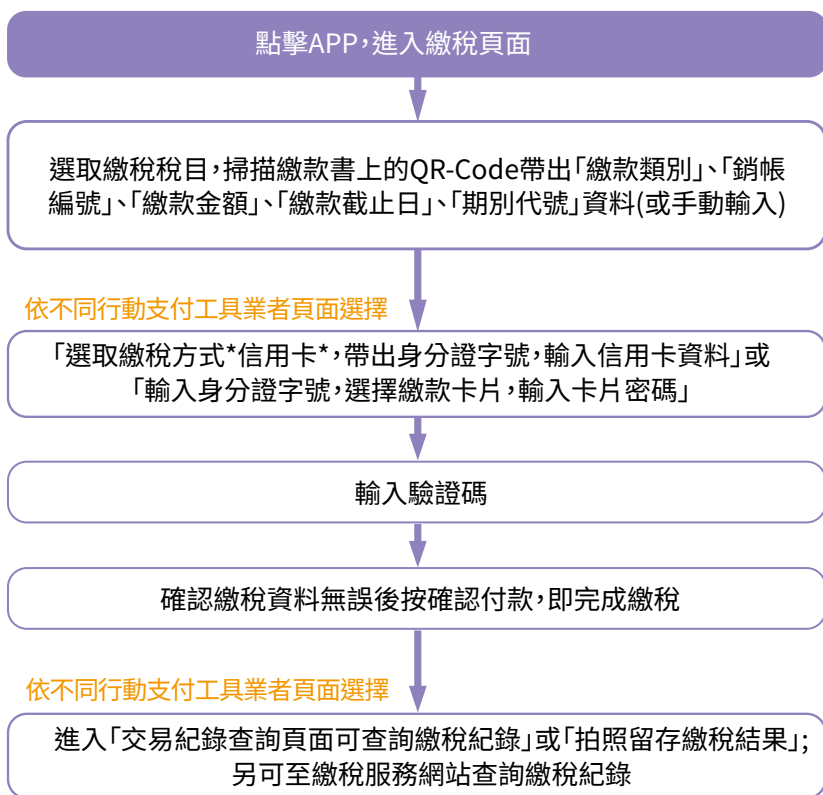 點擊APP,進入繳稅頁面
選取繳稅稅目,掃描繳款書上的QR-Code帶出「繳款類別」、「銷帳
編號」、「繳款金額」、「繳款截止日」、「期別代號」資料(或手動輸入)
依不同行動支付工具業者頁面選擇
「選取繳稅方式*信用卡*,帶出身分證字號,輸入信用卡資料」或
「輸入身分證字號,選擇繳款卡片,輸入卡片密碼」
輸入驗證碼
確認繳稅資料無誤後按確認付款,即完成繳稅
依不同行動支付工具業者頁面選擇
進入「交易紀錄查詢頁面可查詢繳稅紀錄」或「拍照留存繳稅結果」;
另可至繳稅服務網站查詢繳稅紀錄